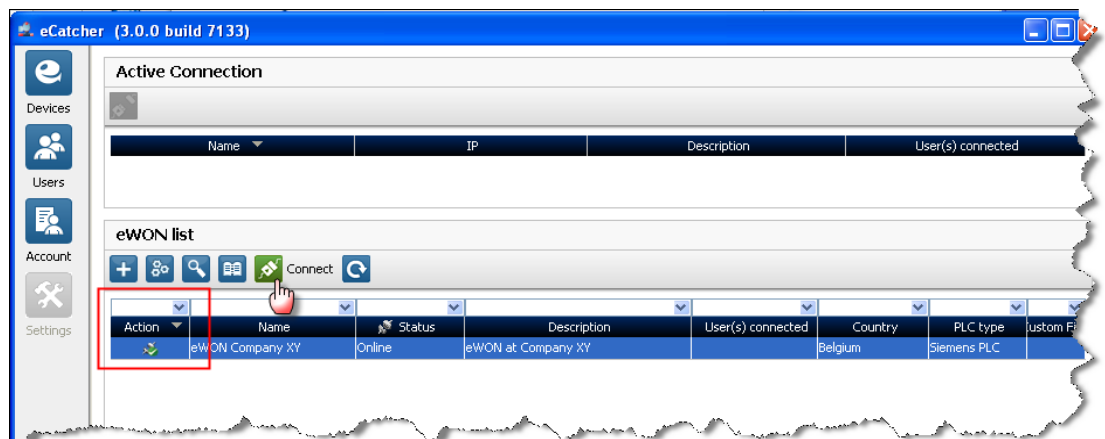 eCatcher (3.0.0 build 7133)
Devices
Users
Account
Settings
Active Connection
Name IP Description User(s) connected
eWON list
Connect
Action Name Status Description User(s) connected Country PLC type
eWON Company XY Online eWON at Company XY Belgium Siemens PLC